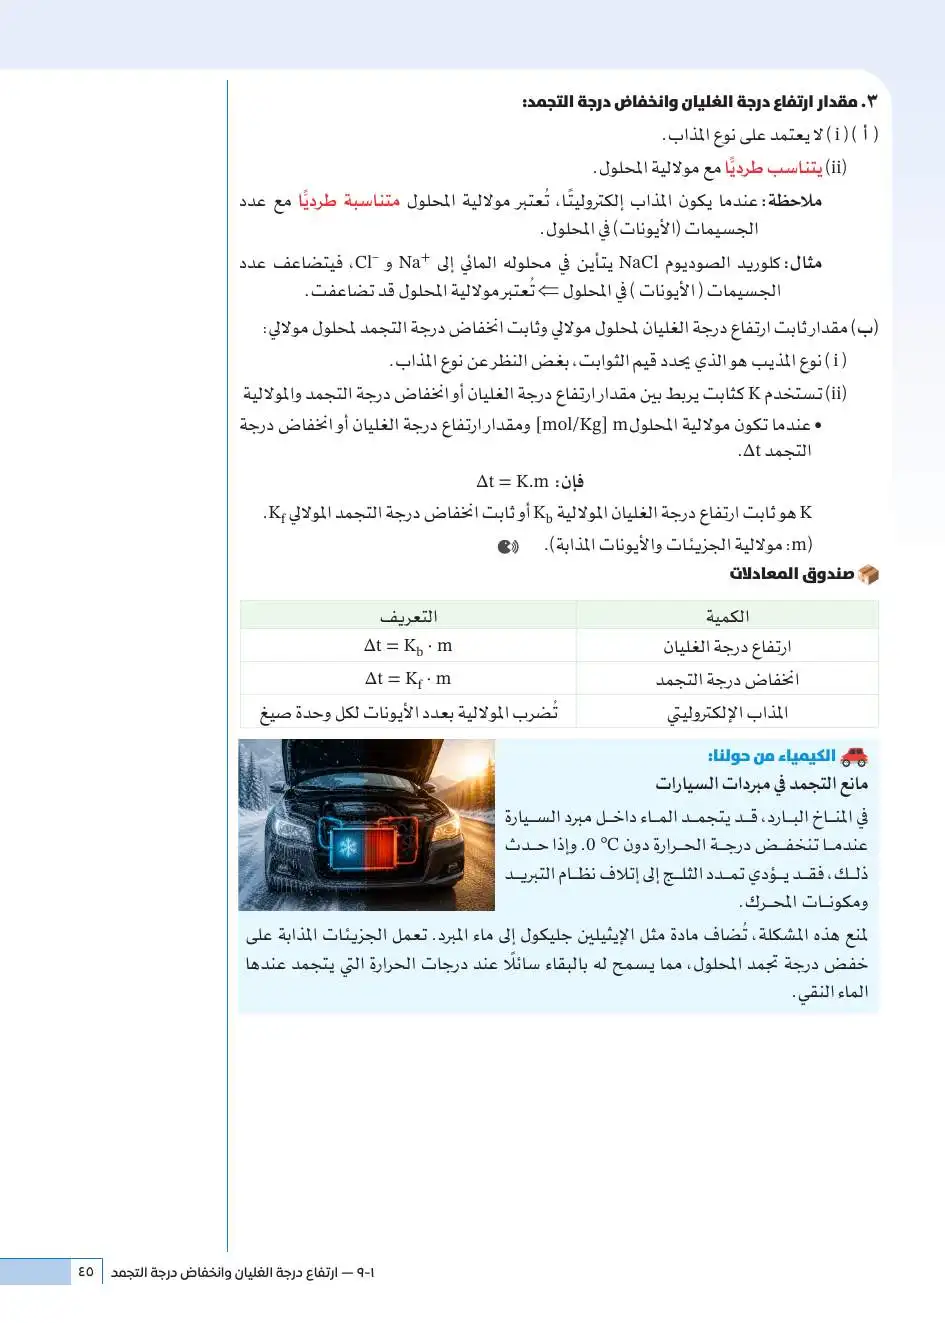 ٣. مقدار ارتفاع درجة الغليان وانخفاض درجة التجمد:
( أ ) ( i ) لا يعتمد على نوع المذاب.
(ii) يتناسب طرديًّا مع مولالية المحلول.
ملاحظة: عندما يكون المذاب إلكتروليتًا، تُعتبر مولالية المحلول متناسبة طرديًّا مع عدد
الجسيمات (الأيونات) في المحلول.
مثال: كلوريد الصوديوم NaCl يتأين في محلوله المائي إلى Na⁺ و Cl⁻، فيتضاعف عدد
الجسيمات ( الأيونات ) في المحلول ⇐ تُعتبر مولالية المحلول قد تضاعفت.
(ب) مقدار ثابت ارتفاع درجة الغليان لمحلول مولالي وثابت انخفاض درجة التجمد لمحلول مولالي:
( i ) نوع المذيب هو الذي يحدد قيم الثوابت، بغض النظر عن نوع المذاب.
(ii) تستخدم K كثابت يربط بين مقدار ارتفاع درجة الغليان أو انخفاض درجة التجمد والمولالية
• عندما تكون مولالية المحلول m [mol/Kg] ومقدار ارتفاع درجة الغليان أو انخفاض درجة
التجمد Δt.
فإن: Δt = K.m
K هو ثابت ارتفاع درجة الغليان المولالية K_b أو ثابت انخفاض درجة التجمد المولالي K_f.
(m: مولالية الجزيئات والأيونات المذابة).
صندوق المعادلات
الكمية التعريف
ارتفاع درجة الغليان Δt = K_b · m
انخفاض درجة التجمد Δt = K_f · m
المذاب الإلكتروليتي تُضرب المولالية بعدد الأيونات لكل وحدة صيغ
الكيمياء من حولنا:
مانع التجمد في مبردات السيارات
في المناخ البارد، قد يتجمد الماء داخل مبرد السيارة
عندما تنخفض درجة الحرارة دون 0 °C. وإذا حدث
ذلك، فقد يؤدي تمدد الثلج إلى إتلاف نظام التبريد
ومكونات المحرك.
لمنع هذه المشكلة، تُضاف مادة مثل الإيثيلين جليكول إلى ماء المبرد. تعمل الجزيئات المذابة على
خفض درجة تجمد المحلول، مما يسمح له بالبقاء سائلًا عند درجات الحرارة التي يتجمد عندها
الماء النقي.
٩-١ — ارتفاع درجة الغليان وانخفاض درجة التجمد ٤٥